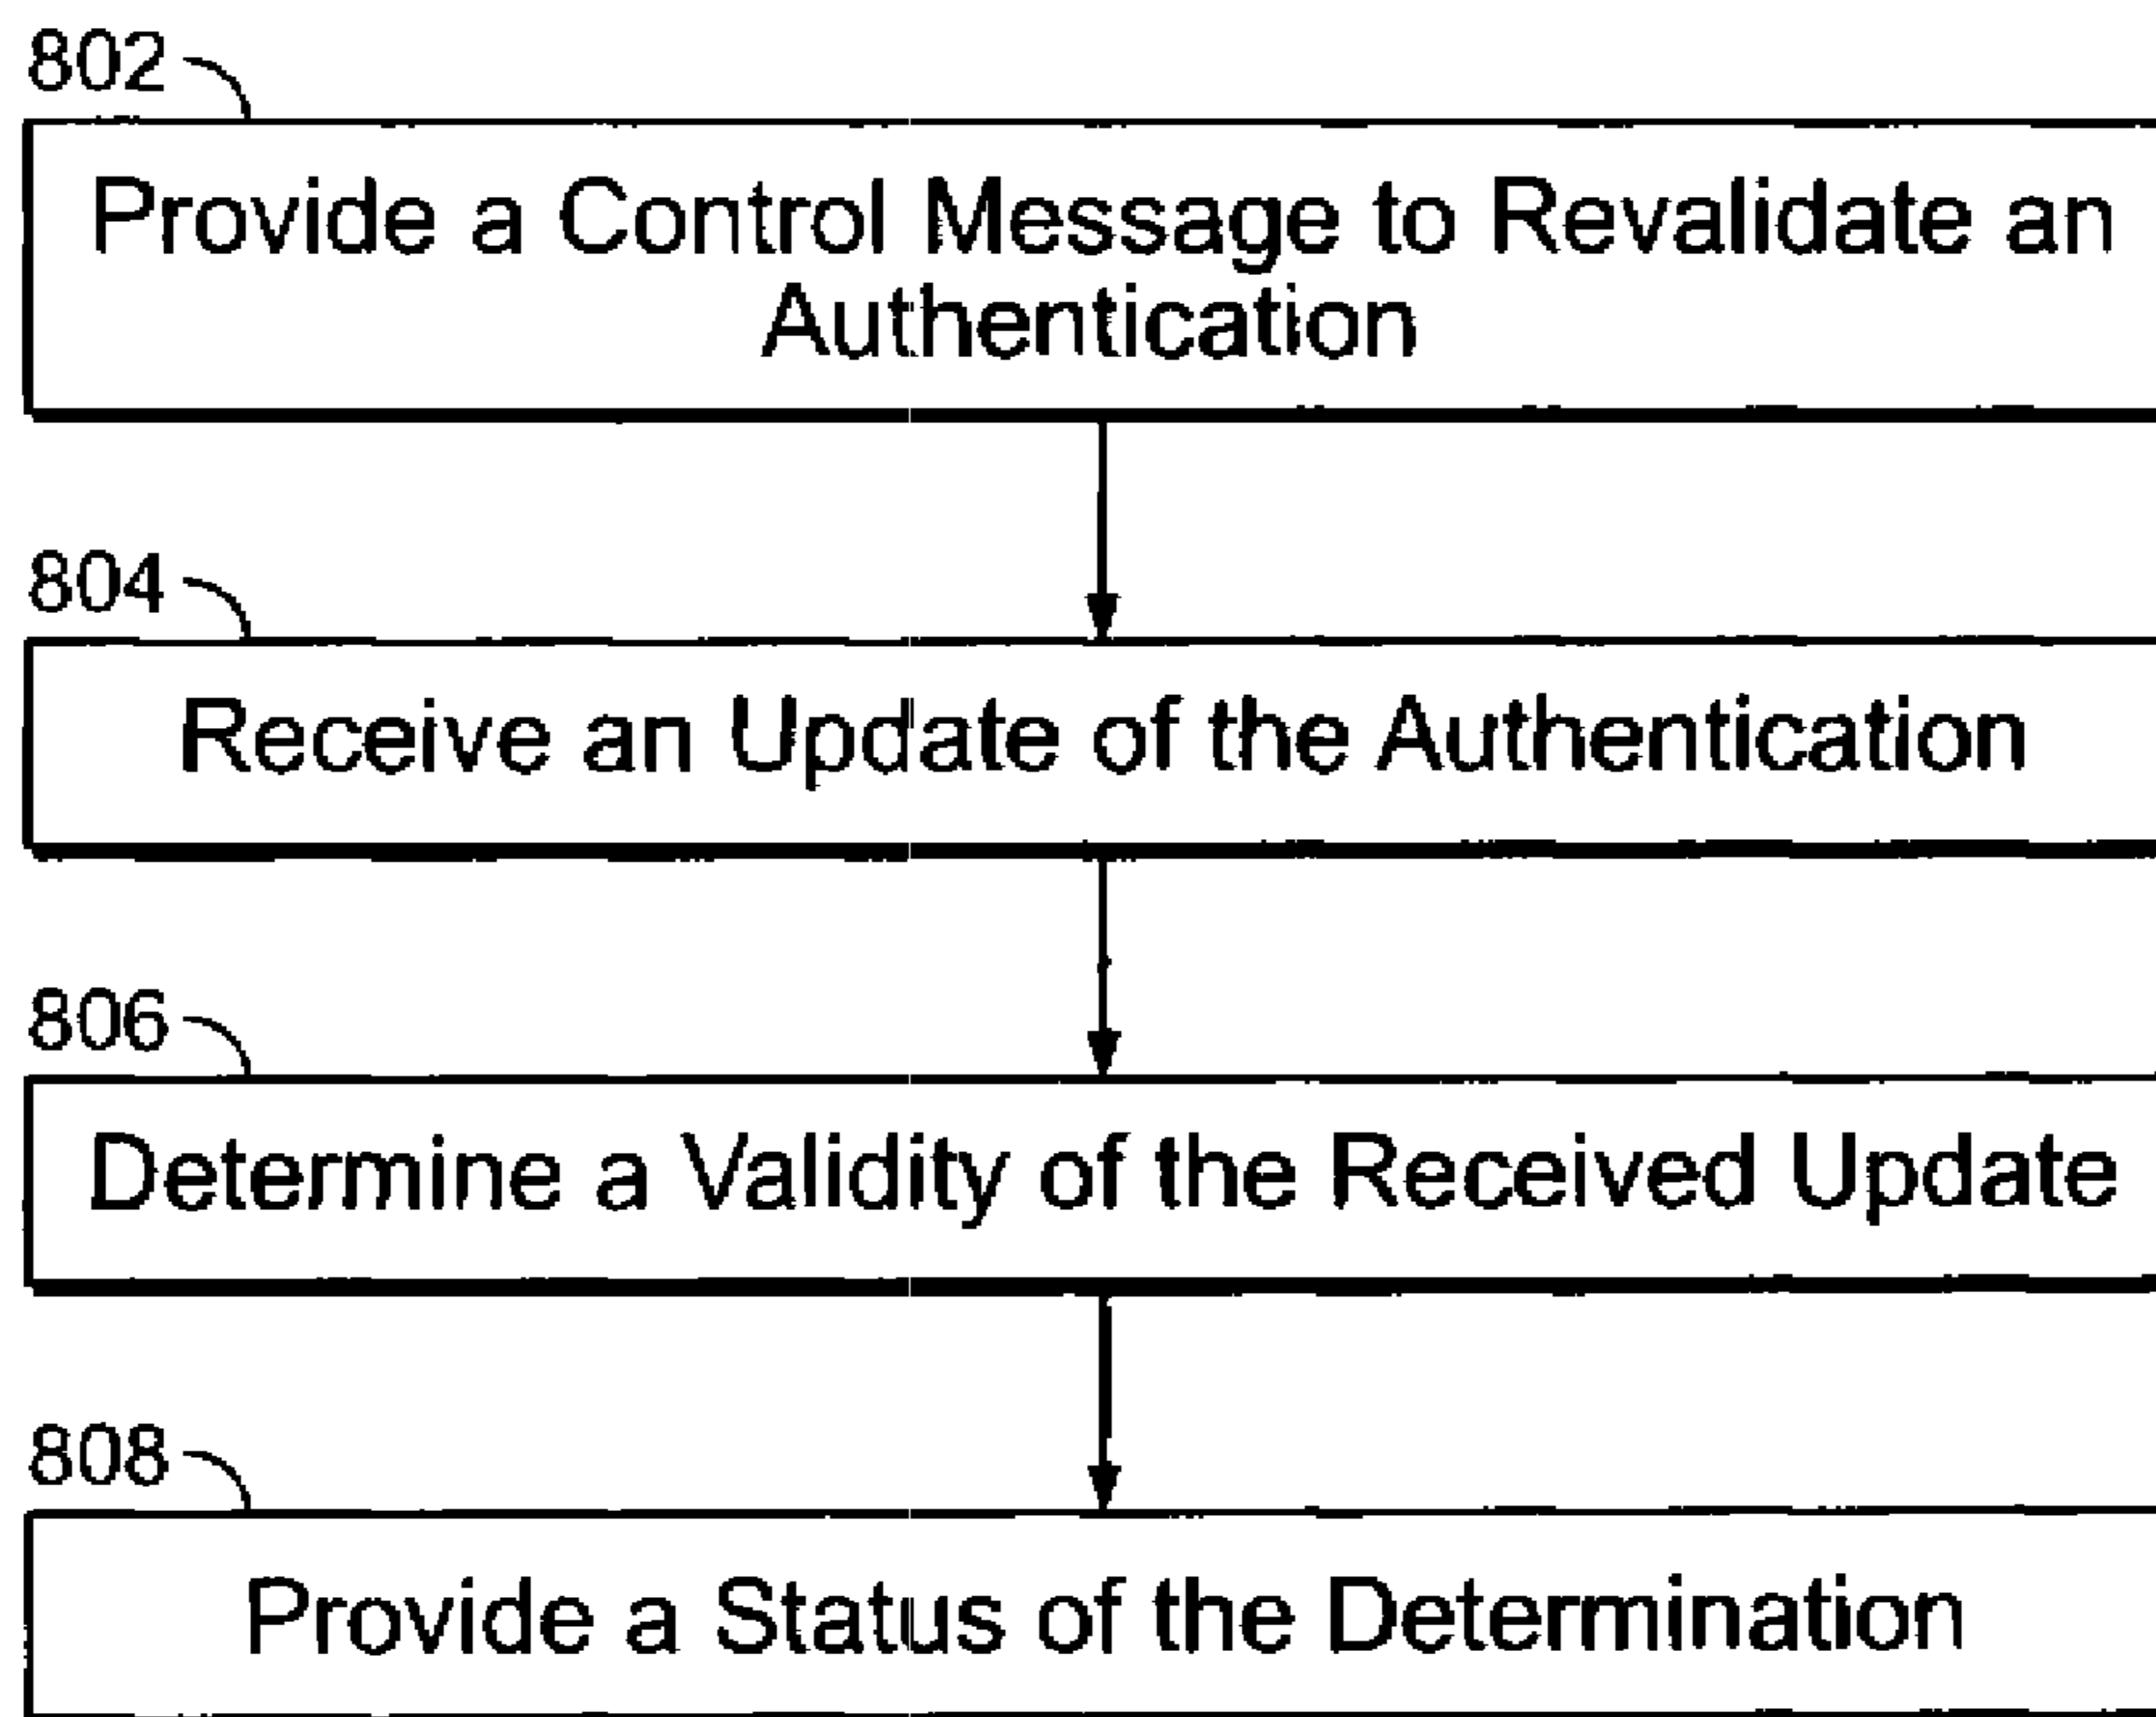 802
Provide a Control Message to Revalidate an
Authentication
804
Receive an Update of the Authentication
806
Determine a Validity of the Received Update
808
Provide a Status of the Determination